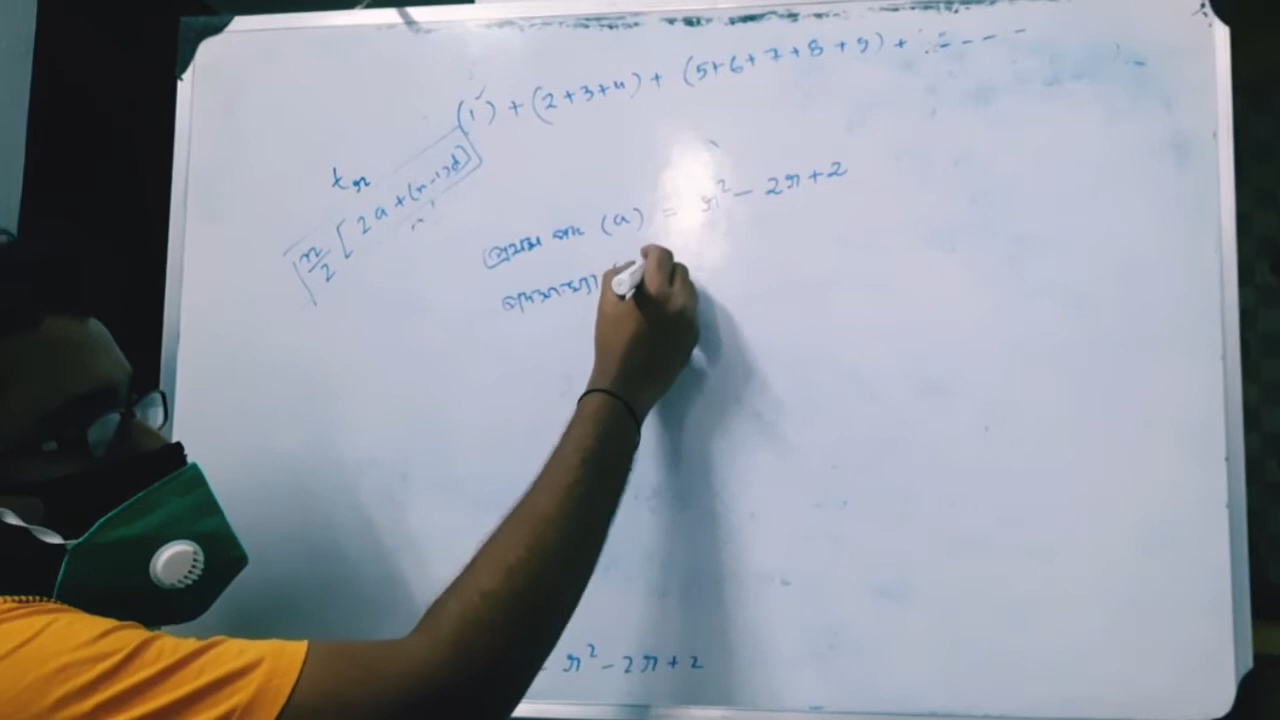 (1) + (2+3+4) + (5+6+7+8+9) + - - - -
tₙ
n/2 [2a + (n-1)d]
প্রথম পদ (a) = n² - 2n + 2
n² - 2n + 2